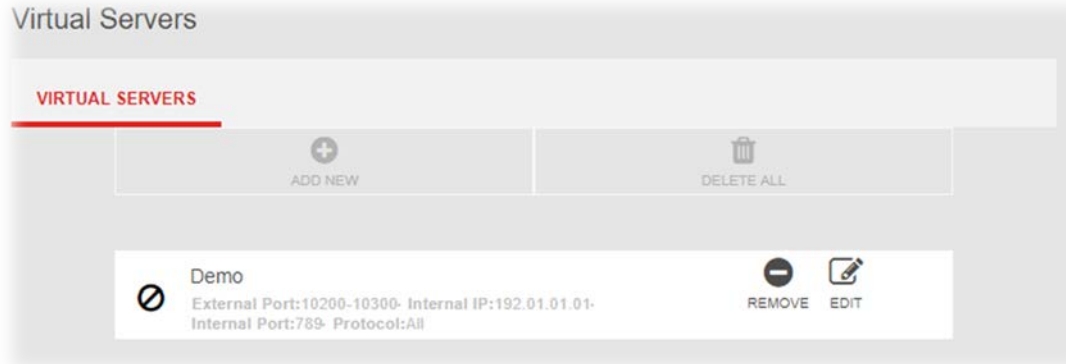 Virtual Servers
VIRTUAL SERVERS
ADD NEW
DELETE ALL
Demo
External Port:10200-10300- Internal IP:192.01.01.01-
Internal Port:789- Protocol:All
REMOVE
EDIT